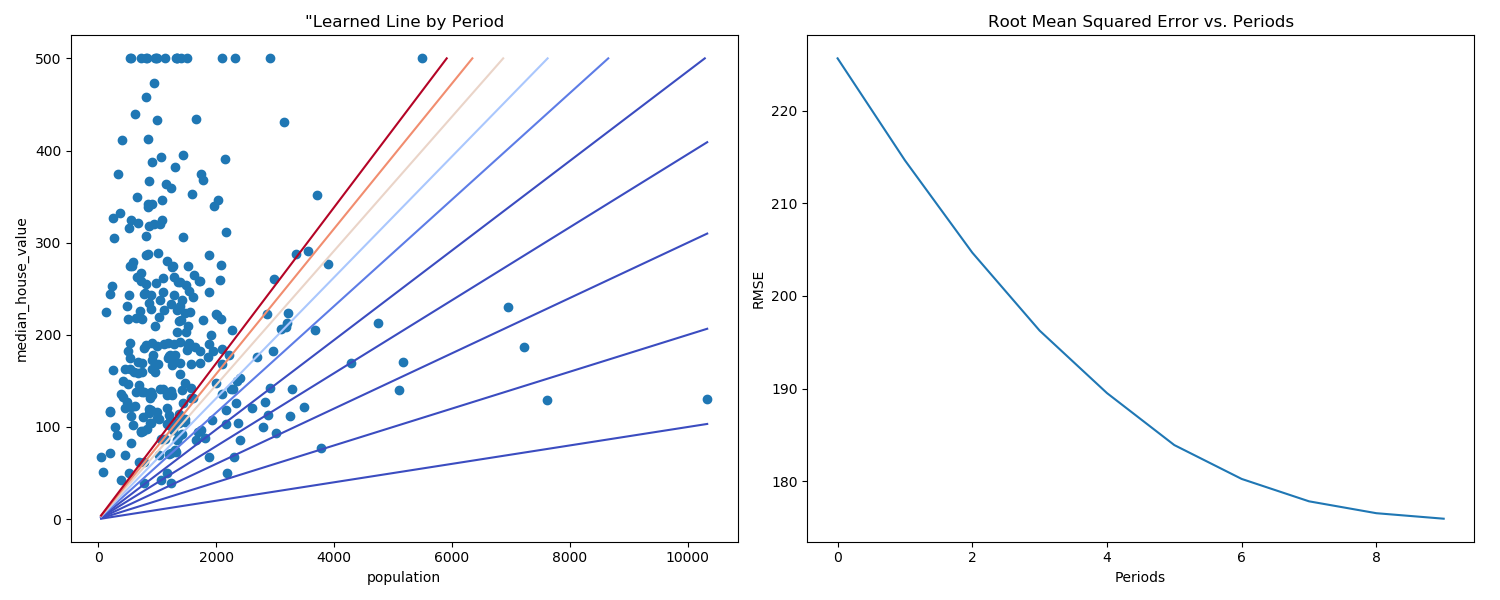 "Learned Line by Period
median_house_value
500
400
300
200
100
0
0 2000 4000 6000 8000 10000
population
Root Mean Squared Error vs. Periods
RMSE
220
210
200
190
180
0 2 4 6 8
Periods